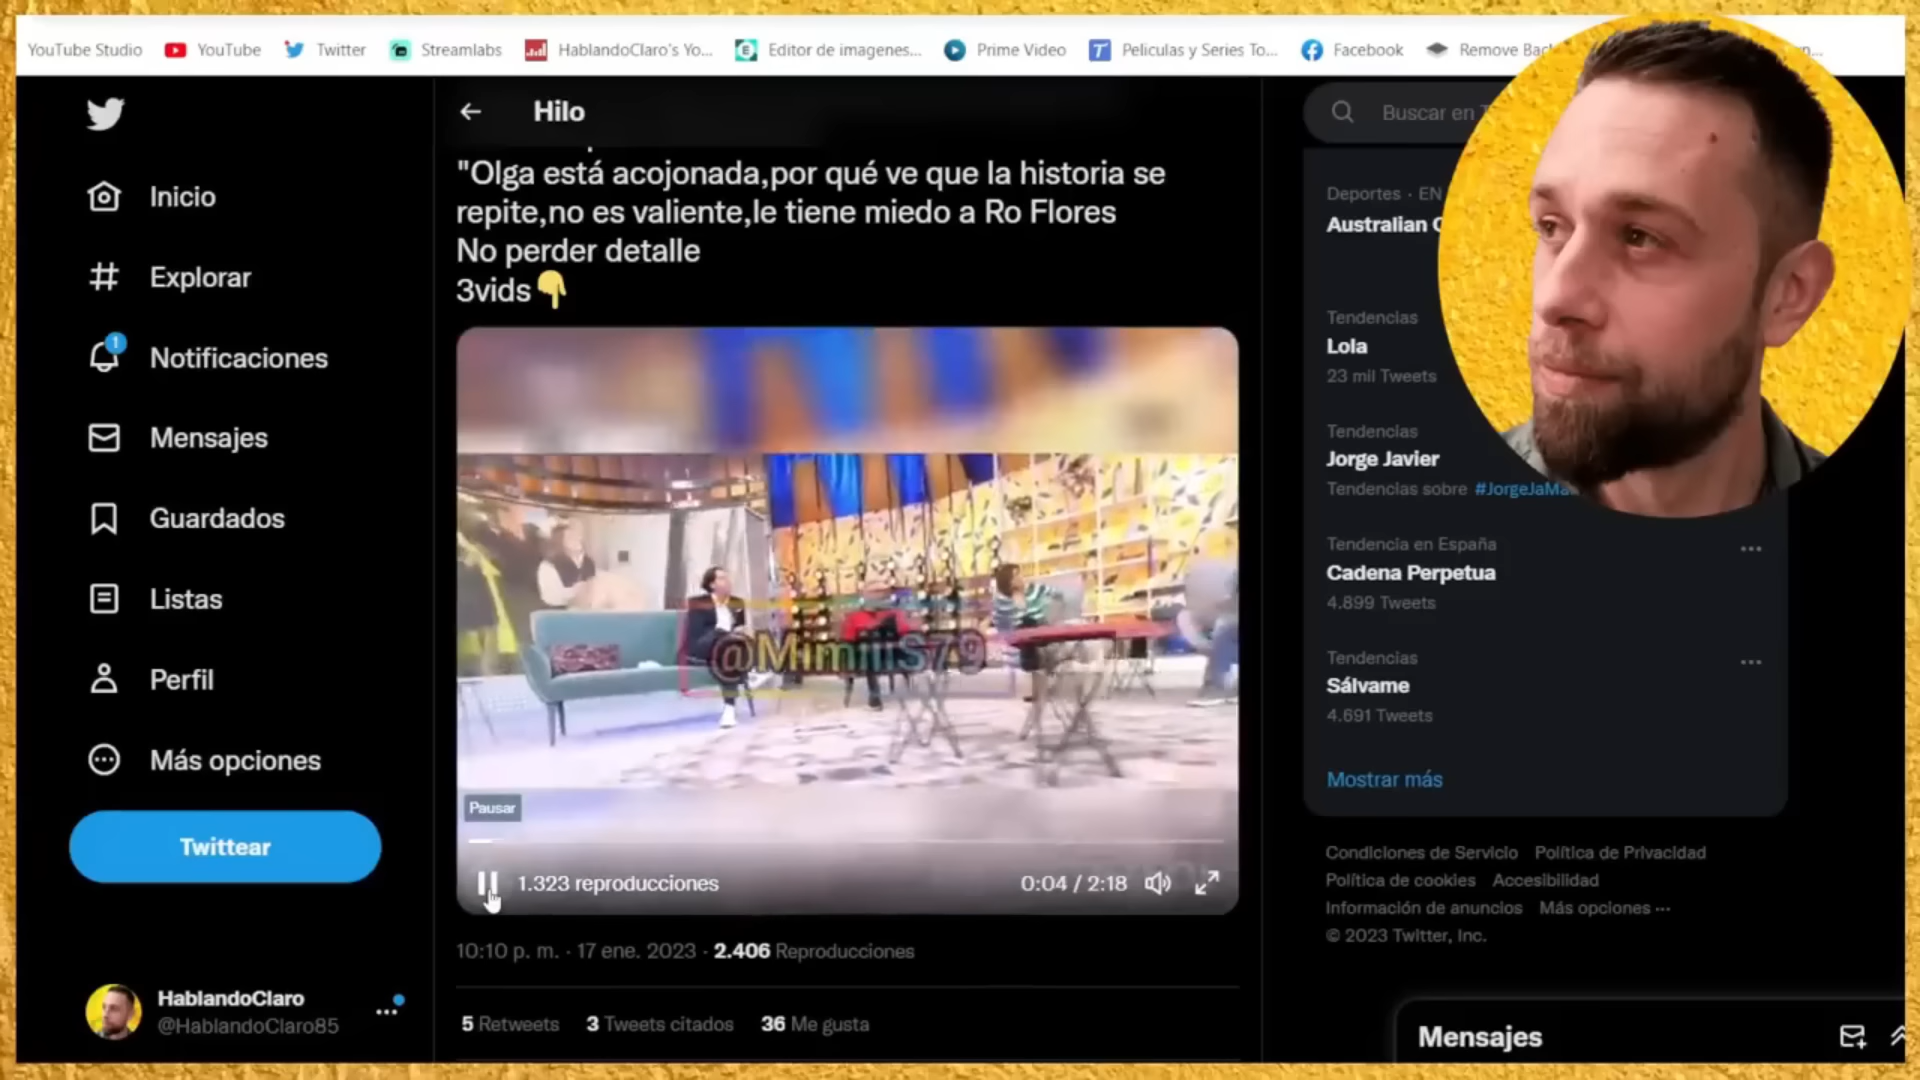 YouTube Studio
YouTube
Twitter
Streamlabs
HablandoClaro's Yo...
Editor de imagenes...
Prime Video
Peliculas y Series To...
Facebook
Remove
Inicio
Explorar
1
Notificaciones
Mensajes
Guardados
Listas
Perfil
Más opciones
Twittear
HablandoClaro
@HablandoClaro85
Hilo
"Olga está acojonada,por qué ve que la historia se
repite,no es valiente,le tiene miedo a Ro Flores
No perder detalle
3vids
@MimiiiS79
Pausar
1.323 reproducciones
0:04 / 2:18
10:10 p. m. · 17 ene. 2023 · 2.406 Reproducciones
5 Retweets 3 Tweets citados 36 Me gusta
Buscar en
Deportes · EN
Australian
Tendencias
Lola
23 mil Tweets
Tendencias
Jorge Javier
Tendencias sobre #JorgeJaMa
Tendencia en España
Cadena Perpetua
4.899 Tweets
Tendencias
Sálvame
4.691 Tweets
Mostrar más
Condiciones de Servicio Política de Privacidad
Política de cookies Accesibilidad
Información de anuncios Más opciones ···
© 2023 Twitter, Inc.
Mensajes